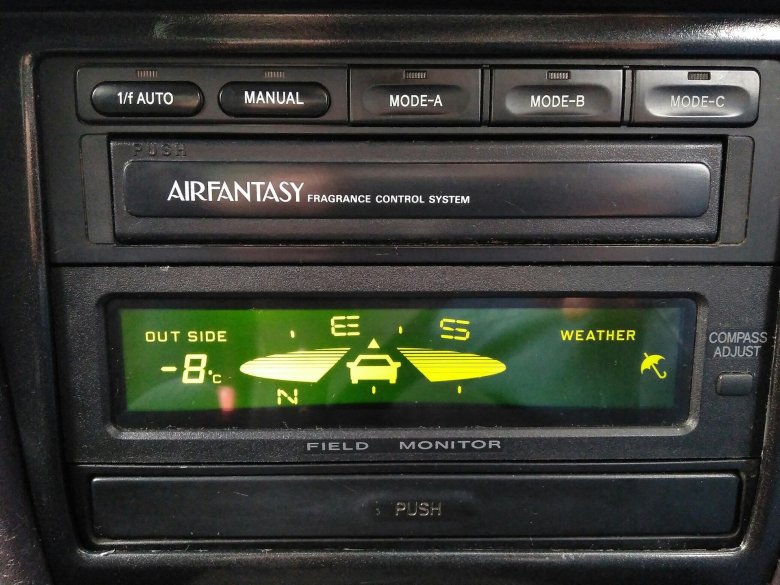 1/f AUTO MANUAL MODE-A MODE-B MODE-C
PUSH
AIRFANTASY FRAGRANCE CONTROL SYSTEM
OUT SIDE E S WEATHER
-8.°C
N
COMPASS
ADJUST
FIELD MONITOR
PUSH